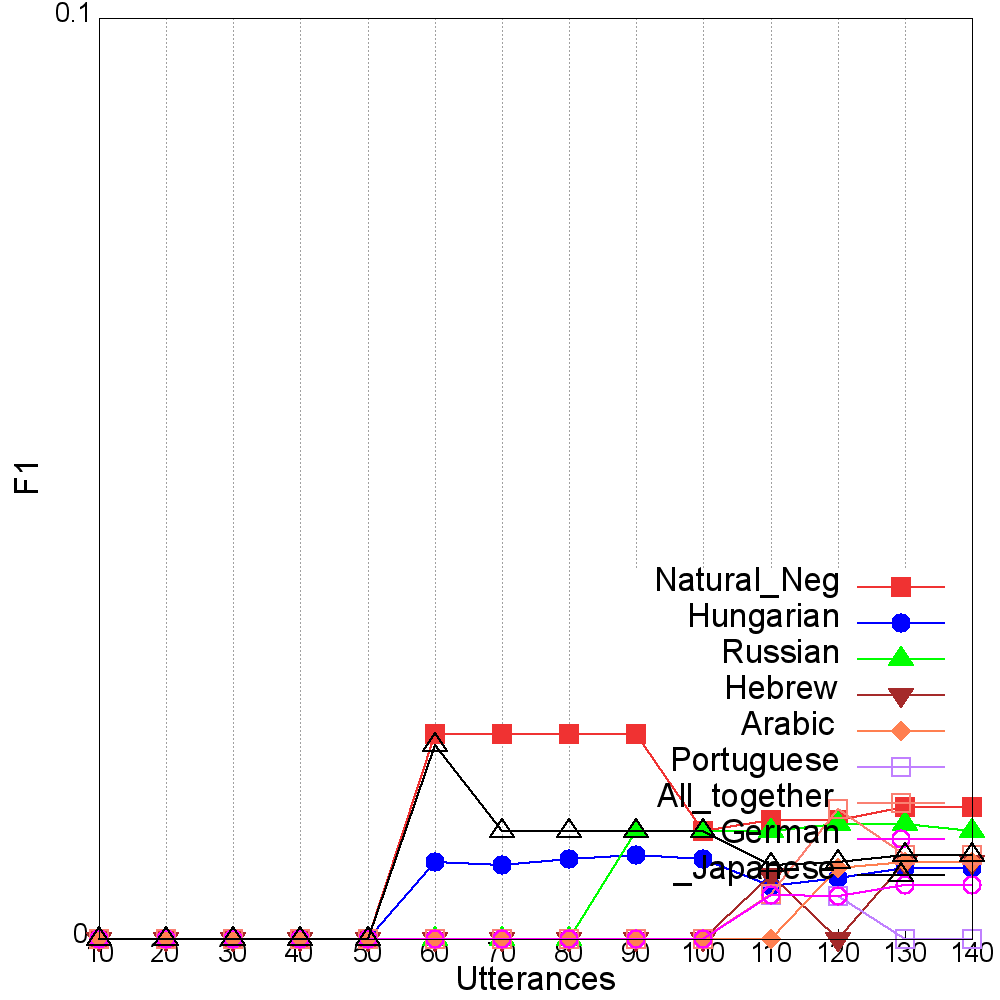 0.1
F1
Natural_Neg
Hungarian
Russian
Hebrew
Arabic
Portuguese
All_together
German
_Japanese
0
10 20 30 40 50 60 70 80 90 100 110 120 130 140
Utterances